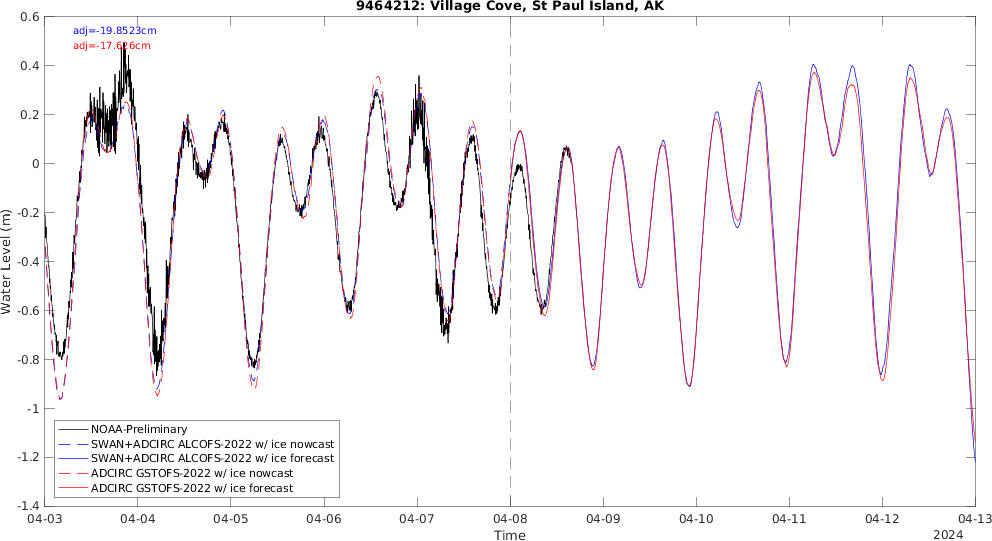 9464212: Village Cove, St Paul Island, AK
adj=-19.8523cm
adj=-17.626cm
0.6
0.4
0.2
0
-0.2
-0.4
-0.6
-0.8
-1
-1.2
-1.4
Water Level (m)
NOAA-Preliminary
SWAN+ADCIRC ALCOFS-2022 w/ ice nowcast
SWAN+ADCIRC ALCOFS-2022 w/ ice forecast
ADCIRC GSTOFS-2022 w/ ice nowcast
ADCIRC GSTOFS-2022 w/ ice forecast
04-03 04-04 04-05 04-06 04-07 04-08 04-09 04-10 04-11 04-12 04-13
Time
2024